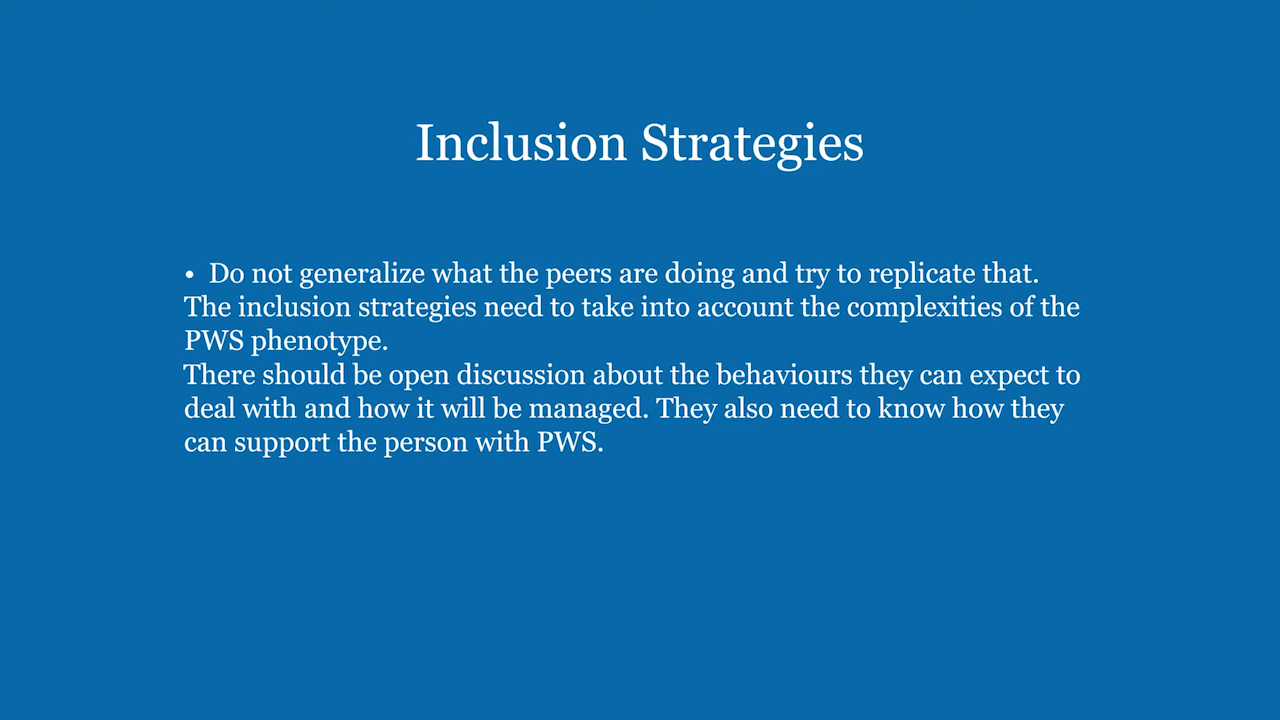 Inclusion Strategies
• Do not generalize what the peers are doing and try to replicate that.
The inclusion strategies need to take into account the complexities of the
PWS phenotype.
There should be open discussion about the behaviours they can expect to
deal with and how it will be managed. They also need to know how they
can support the person with PWS.